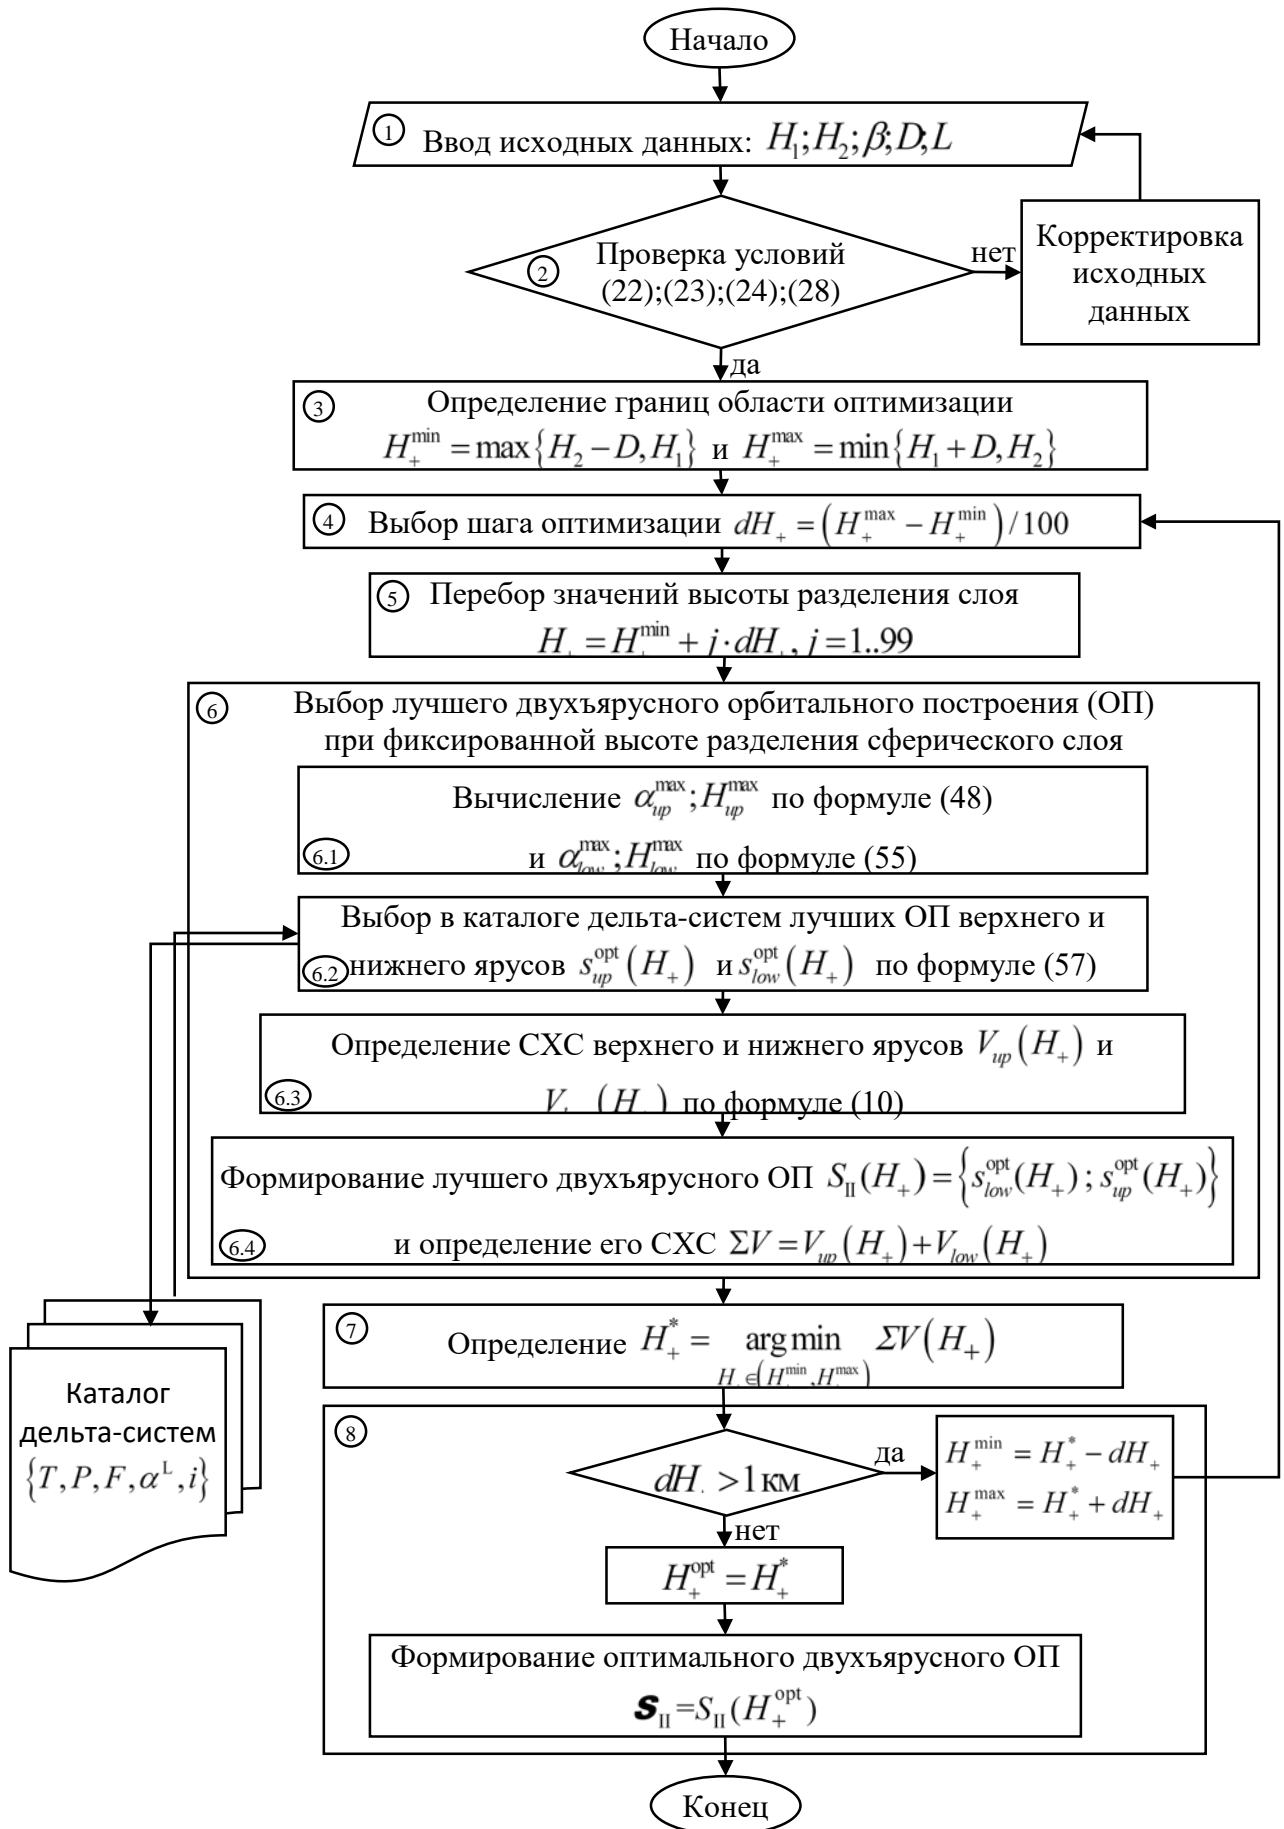 Начало
1
Ввод исходных данных: H₁;H₂;β;D;L
2
Проверка условий
(22);(23);(24);(28)
нет
Корректировка
исходных
данных
да
3
Определение границ области оптимизации
H₊^min = max{H₂ − D, H₁} и H₊^max = min{H₁ + D, H₂}
4
Выбор шага оптимизации dH₊ = (H₊^max − H₊^min)/100
5
Перебор значений высоты разделения слоя
H₊ = H₊^min + j·dH₊, j=1..99
6
Выбор лучшего двухъярусного орбитального построения (ОП)
при фиксированной высоте разделения сферического слоя
Вычисление α_up^max; H_up^max по формуле (48)
6.1
и α_low^max; H_low^max по формуле (55)
Выбор в каталоге дельта-систем лучших ОП верхнего и
6.2
нижнего ярусов s_up^opt(H₊) и s_low^opt(H₊) по формуле (57)
Определение СХС верхнего и нижнего ярусов V_up(H₊) и
6.3
V_low(H₊) по формуле (10)
Формирование лучшего двухъярусного ОП S_II(H₊) = {s_low^opt(H₊); s_up^opt(H₊)}
6.4
и определение его СХС ΣV = V_up(H₊)+V_low(H₊)
7
Определение H₊^* = arg min ΣV(H₊)
H₊∈(H₊^min, H₊^max)
Каталог
дельта-систем
{T, P, F, α^L, i}
8
dH₊ >1 км
да
H₊^min = H₊^* − dH₊
H₊^max = H₊^* + dH₊
нет
H₊^opt = H₊^*
Формирование оптимального двухъярусного ОП
S_II=S_II(H₊^opt)
Конец